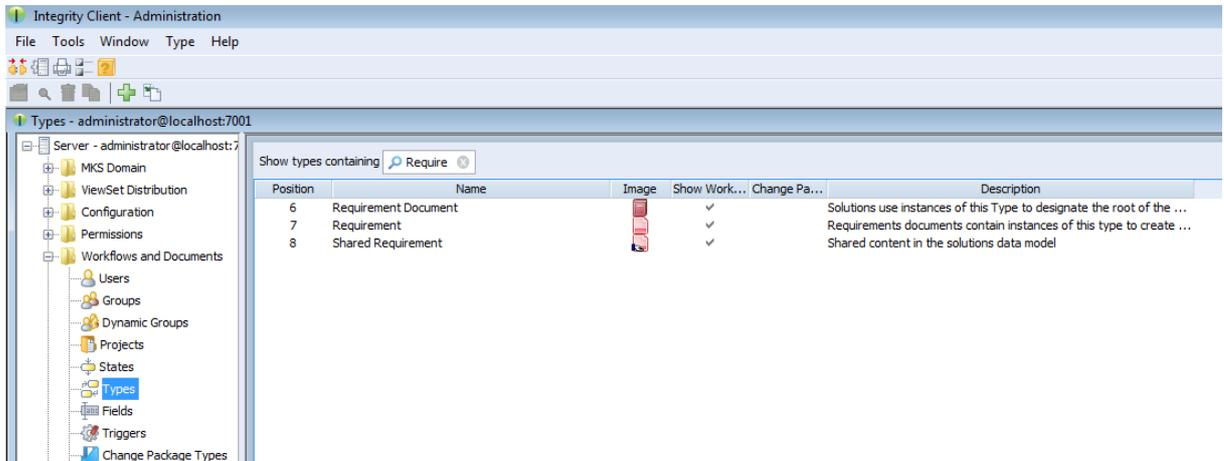 Integrity Client - Administration
File Tools Window Type Help
Types - administrator@localhost:7001
Server - administrator@localhost:7
MKS Domain
ViewSet Distribution
Configuration
Permissions
Workflows and Documents
Users
Groups
Dynamic Groups
Projects
States
Types
Fields
Triggers
Change Package Types
Show types containing Require
Position Name Image Show Work... Change Pa... Description
6 Requirement Document Solutions use instances of this Type to designate the root of the ...
7 Requirement Requirements documents contain instances of this type to create ...
8 Shared Requirement Shared content in the solutions data model